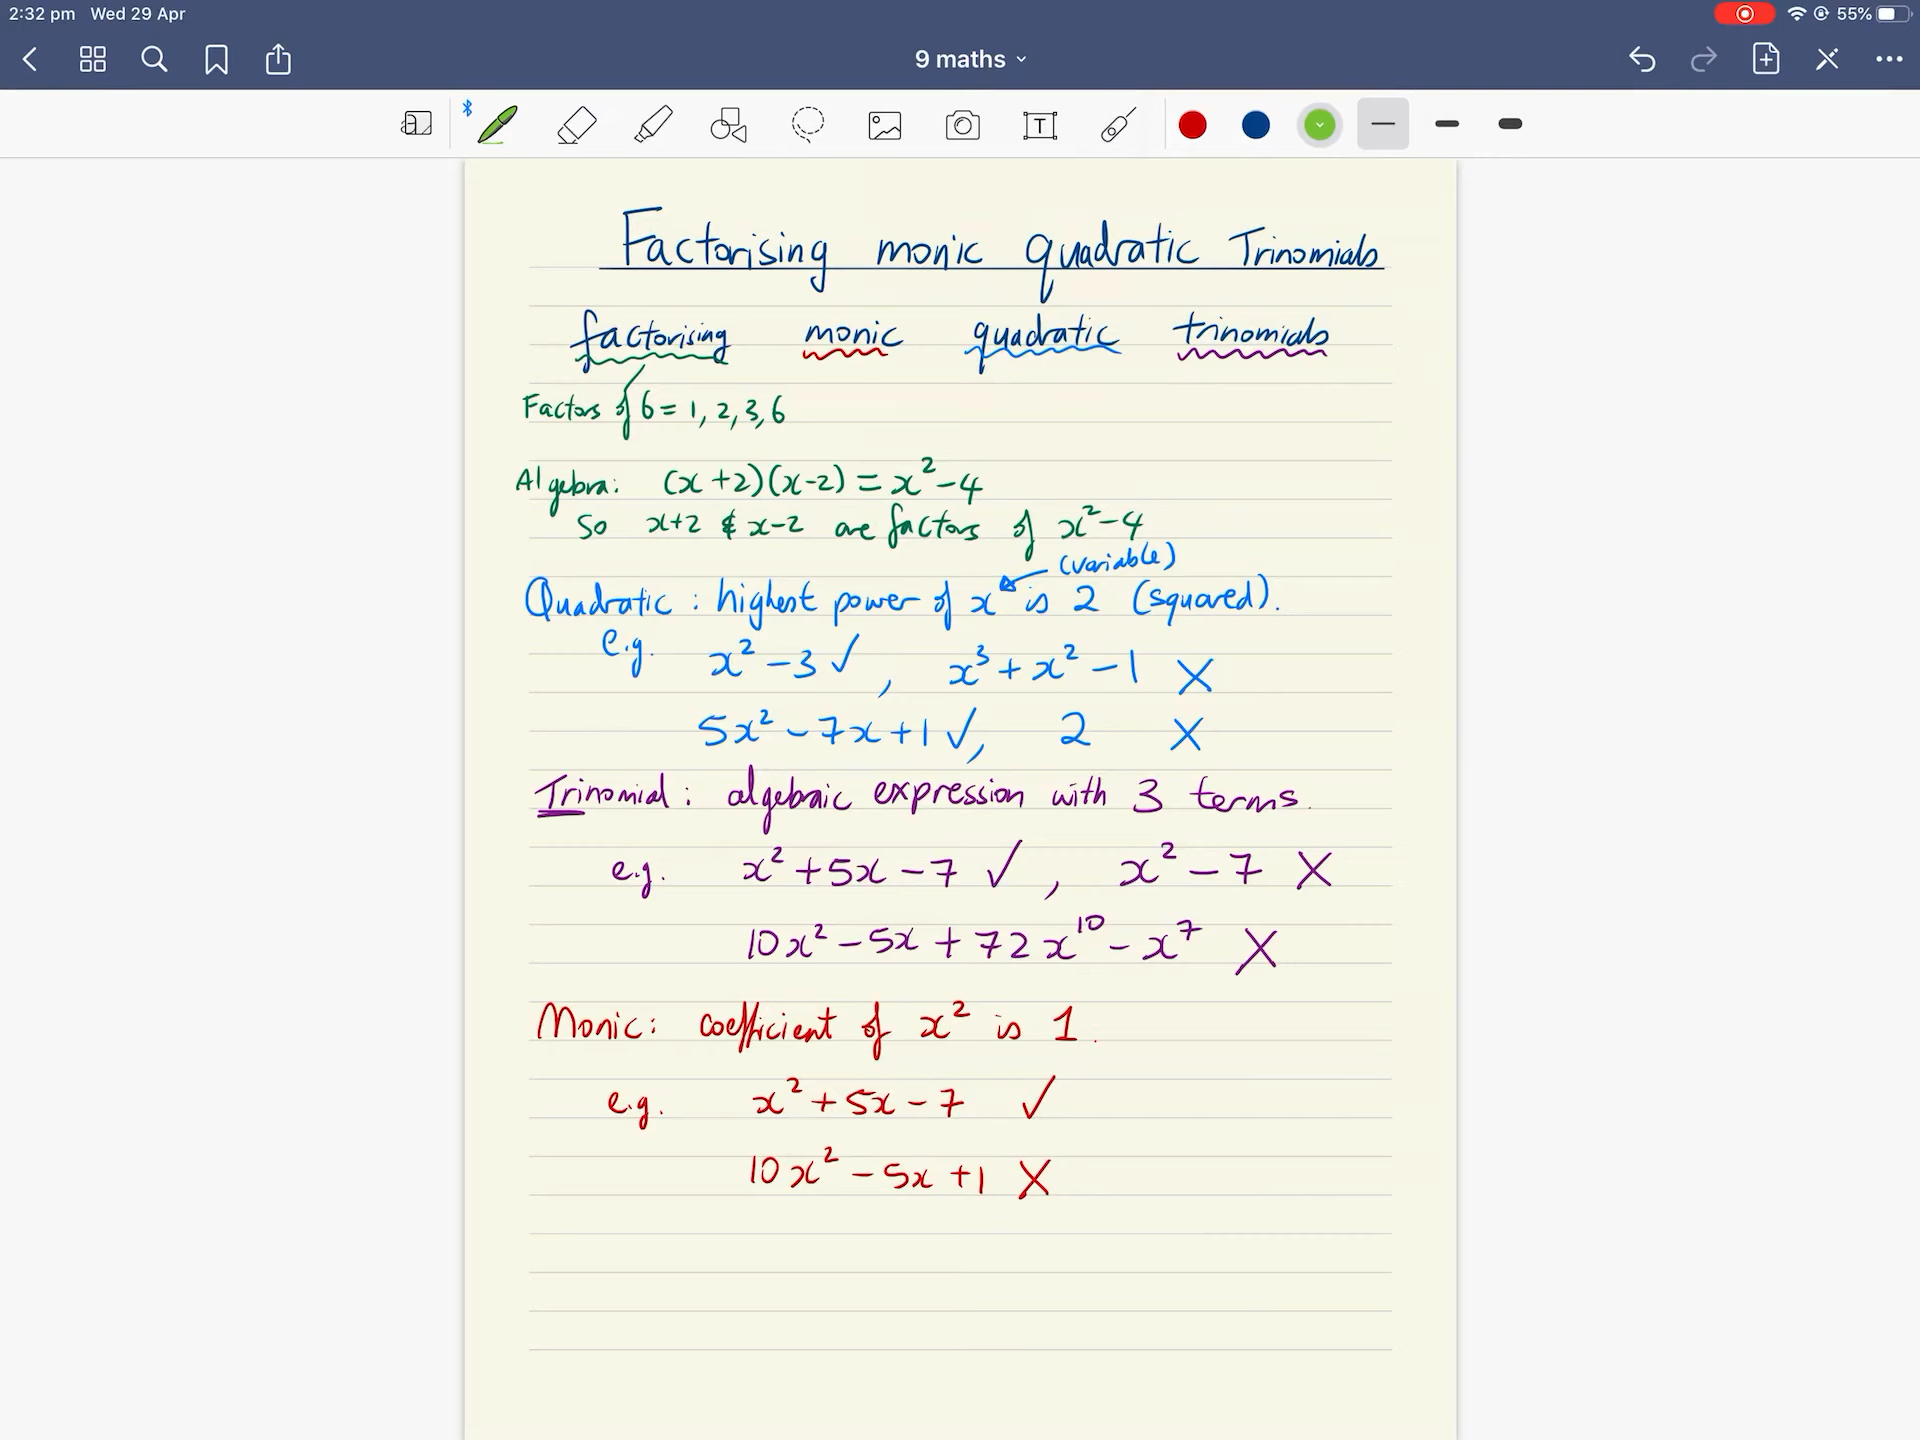 2:32 pm Wed 29 Apr
55%
9 maths
T
Factorising monic quadratic Trinomials
factorising monic quadratic trinomials
Factors of 6 = 1, 2, 3, 6
Algebra: (x+2)(x-2) = x² - 4
So x+2 & x-2 are factors of x² - 4
(variable)
Quadratic : highest power of x is 2 (squared).
e.g. x² - 3 ✓ , x³ + x² - 1 X
5x² - 7x + 1 ✓, 2 X
Trinomial : algebraic expression with 3 terms.
e.g. x² + 5x - 7 ✓ , x² - 7 X
10x² - 5x + 72x¹⁰ - x⁷ X
Monic: coefficient of x² is 1.
e.g. x² + 5x - 7 ✓
10x² - 5x + 1 X